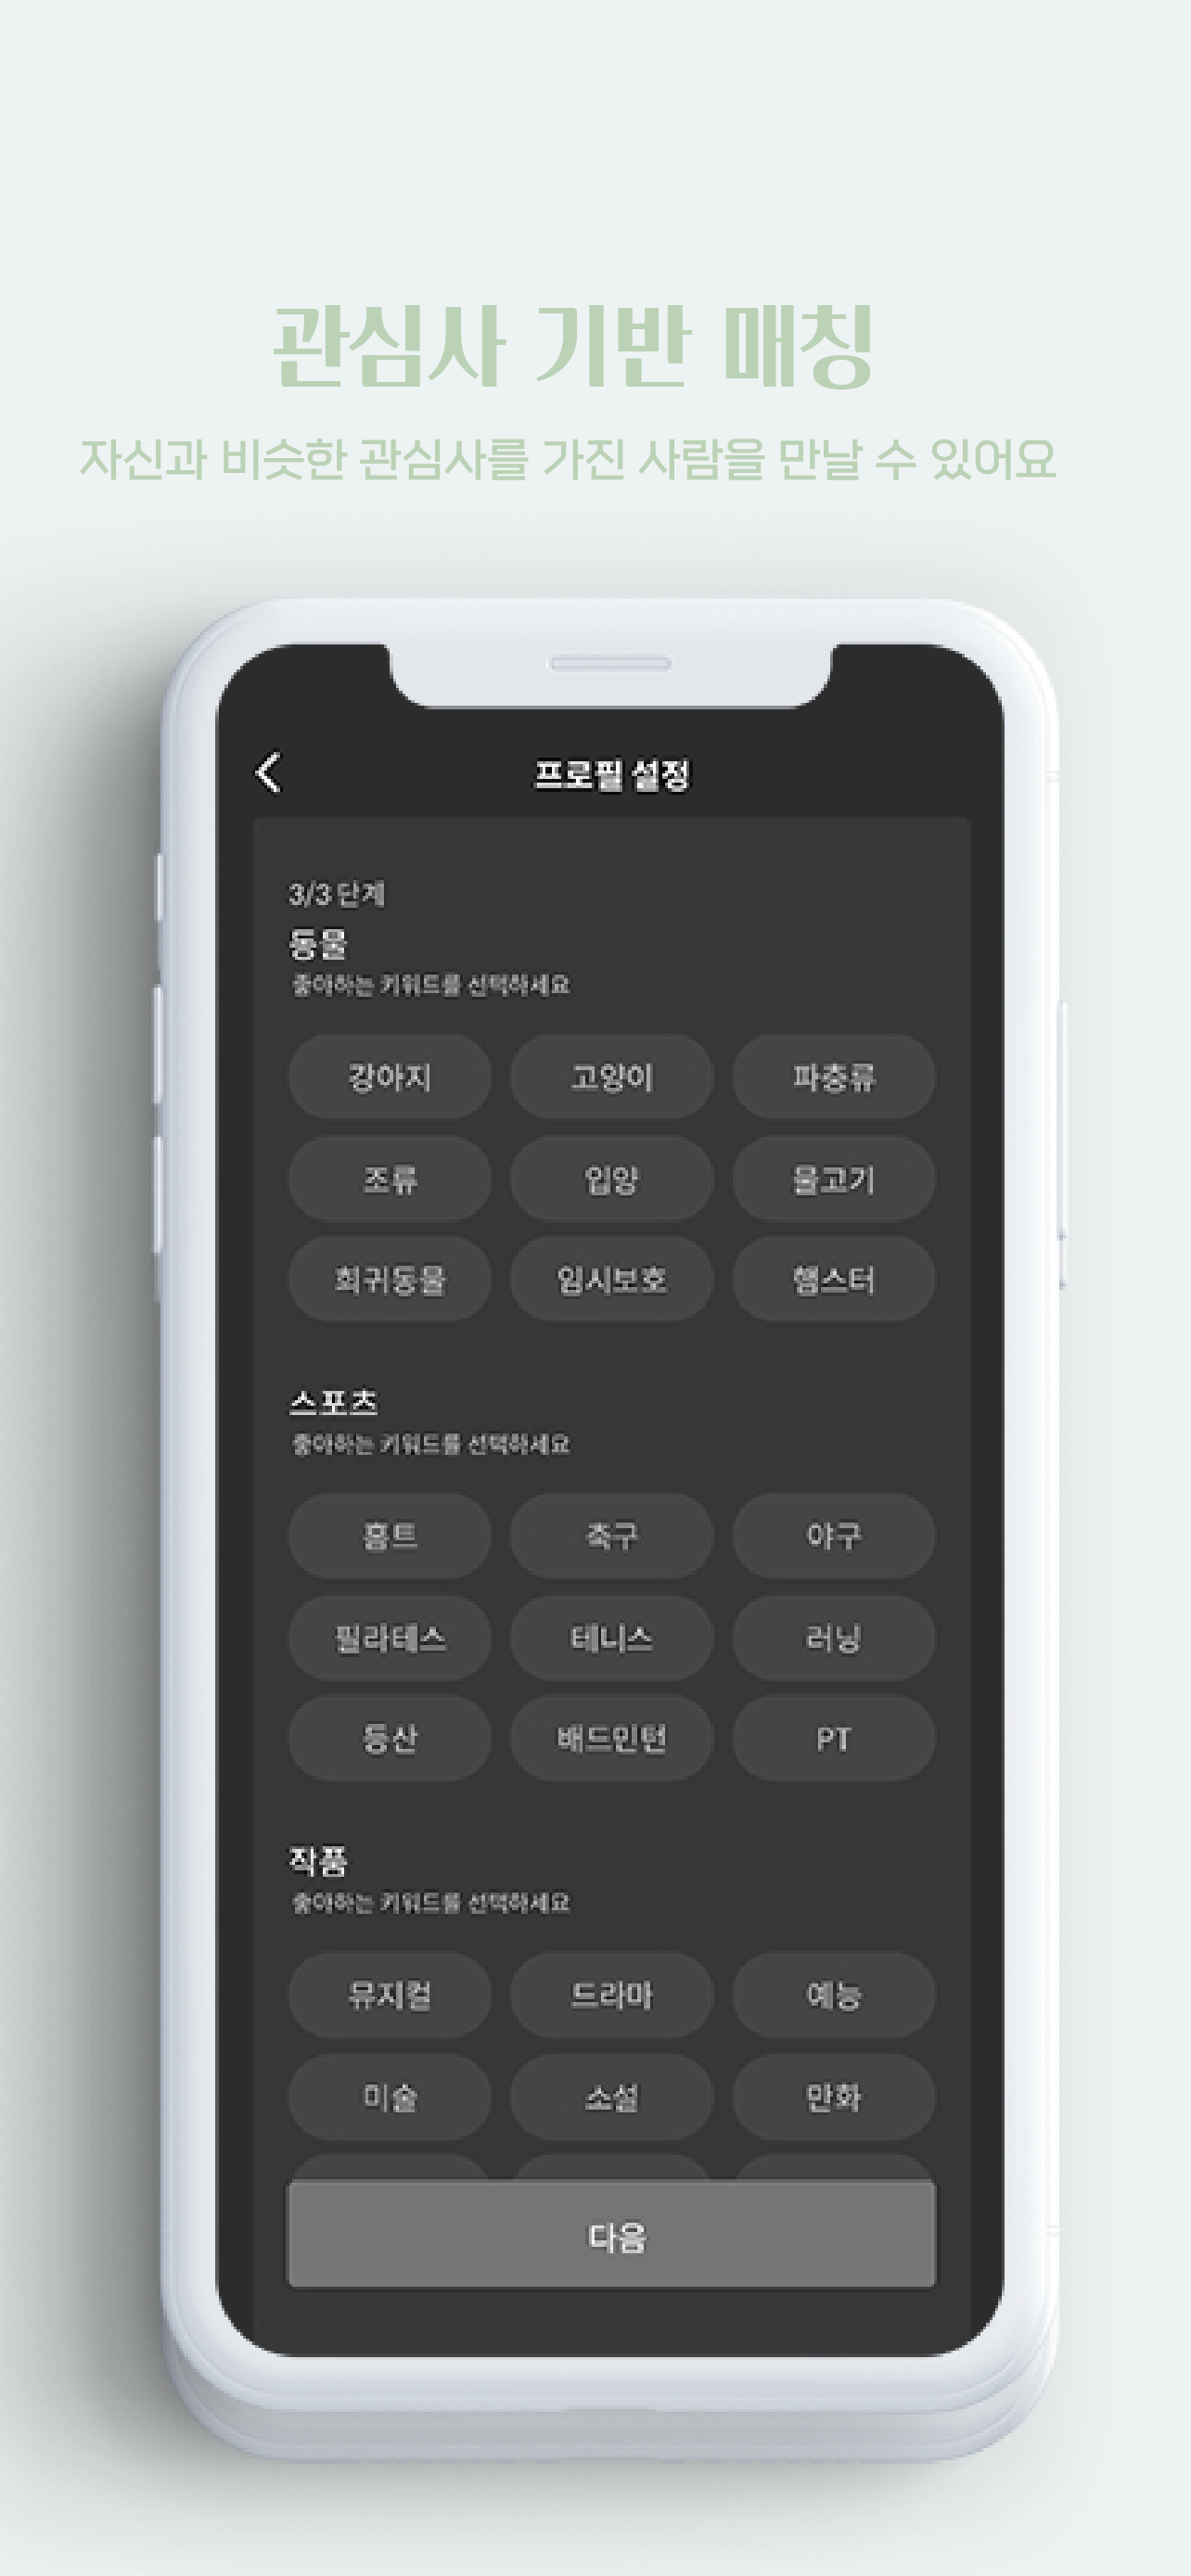 관심사 기반 매칭
자신과 비슷한 관심사를 가진 사람을 만날 수 있어요
프로필 설정
3/3 단계
동물
좋아하는 키워드를 선택하세요
강아지 고양이 파충류
조류 입양 물고기
희귀동물 임시보호 햄스터
스포츠
좋아하는 키워드를 선택하세요
홈트 축구 야구
필라테스 테니스 러닝
등산 배드민턴 PT
작품
좋아하는 키워드를 선택하세요
뮤지컬 드라마 예능
미술 소설 만화
다음